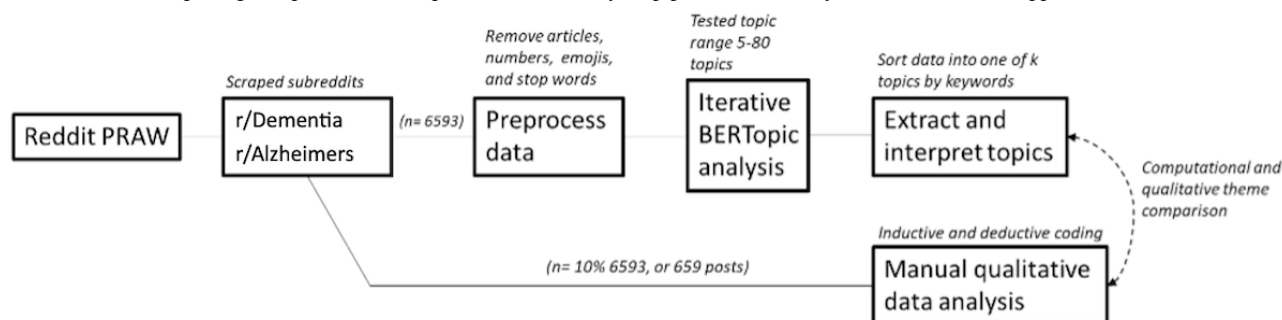 Tested topic
range 5-80
topics
Remove articles,
numbers, emojis,
and stop words
Sort data into one of k
topics by keywords
Scraped subreddits
Reddit PRAW
r/Dementia
r/Alzheimers
(n= 6593)
Preprocess
data
Iterative
BERTopic
analysis
Extract and
interpret topics
Computational and
qualitative theme
comparison
Inductive and deductive coding
(n= 10% 6593, or 659 posts)
Manual qualitative
data analysis